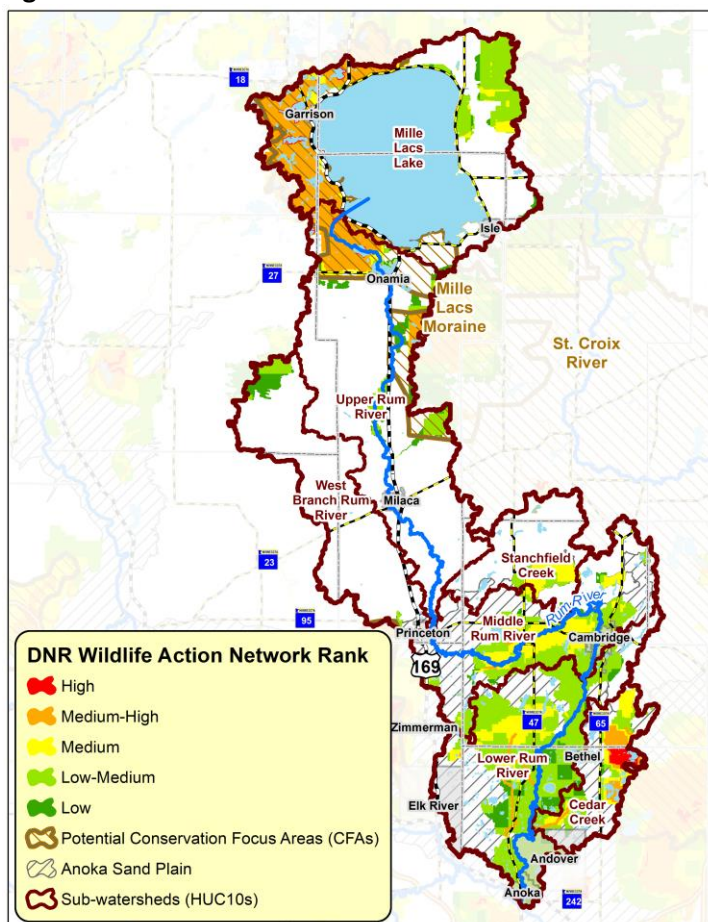 18
Garrison
Mille
Lacs
Lake
Isle
27
Onamia
Mille
Lacs
Moraine
St. Croix
River
Upper Rum
River
West
Branch Rum
River
Milaca
23
Stanchfield
Creek
95
Rum River
Princeton
Middle
Rum River
Cambridge
169
DNR Wildlife Action Network Rank
High
Medium-High
Medium
Low-Medium
Low
Potential Conservation Focus Areas (CFAs)
Anoka Sand Plain
Sub-watersheds (HUC10s)
Zimmerman
47
65
Lower Rum
River
Bethel
Elk River
Cedar
Creek
Andover
Anoka
242